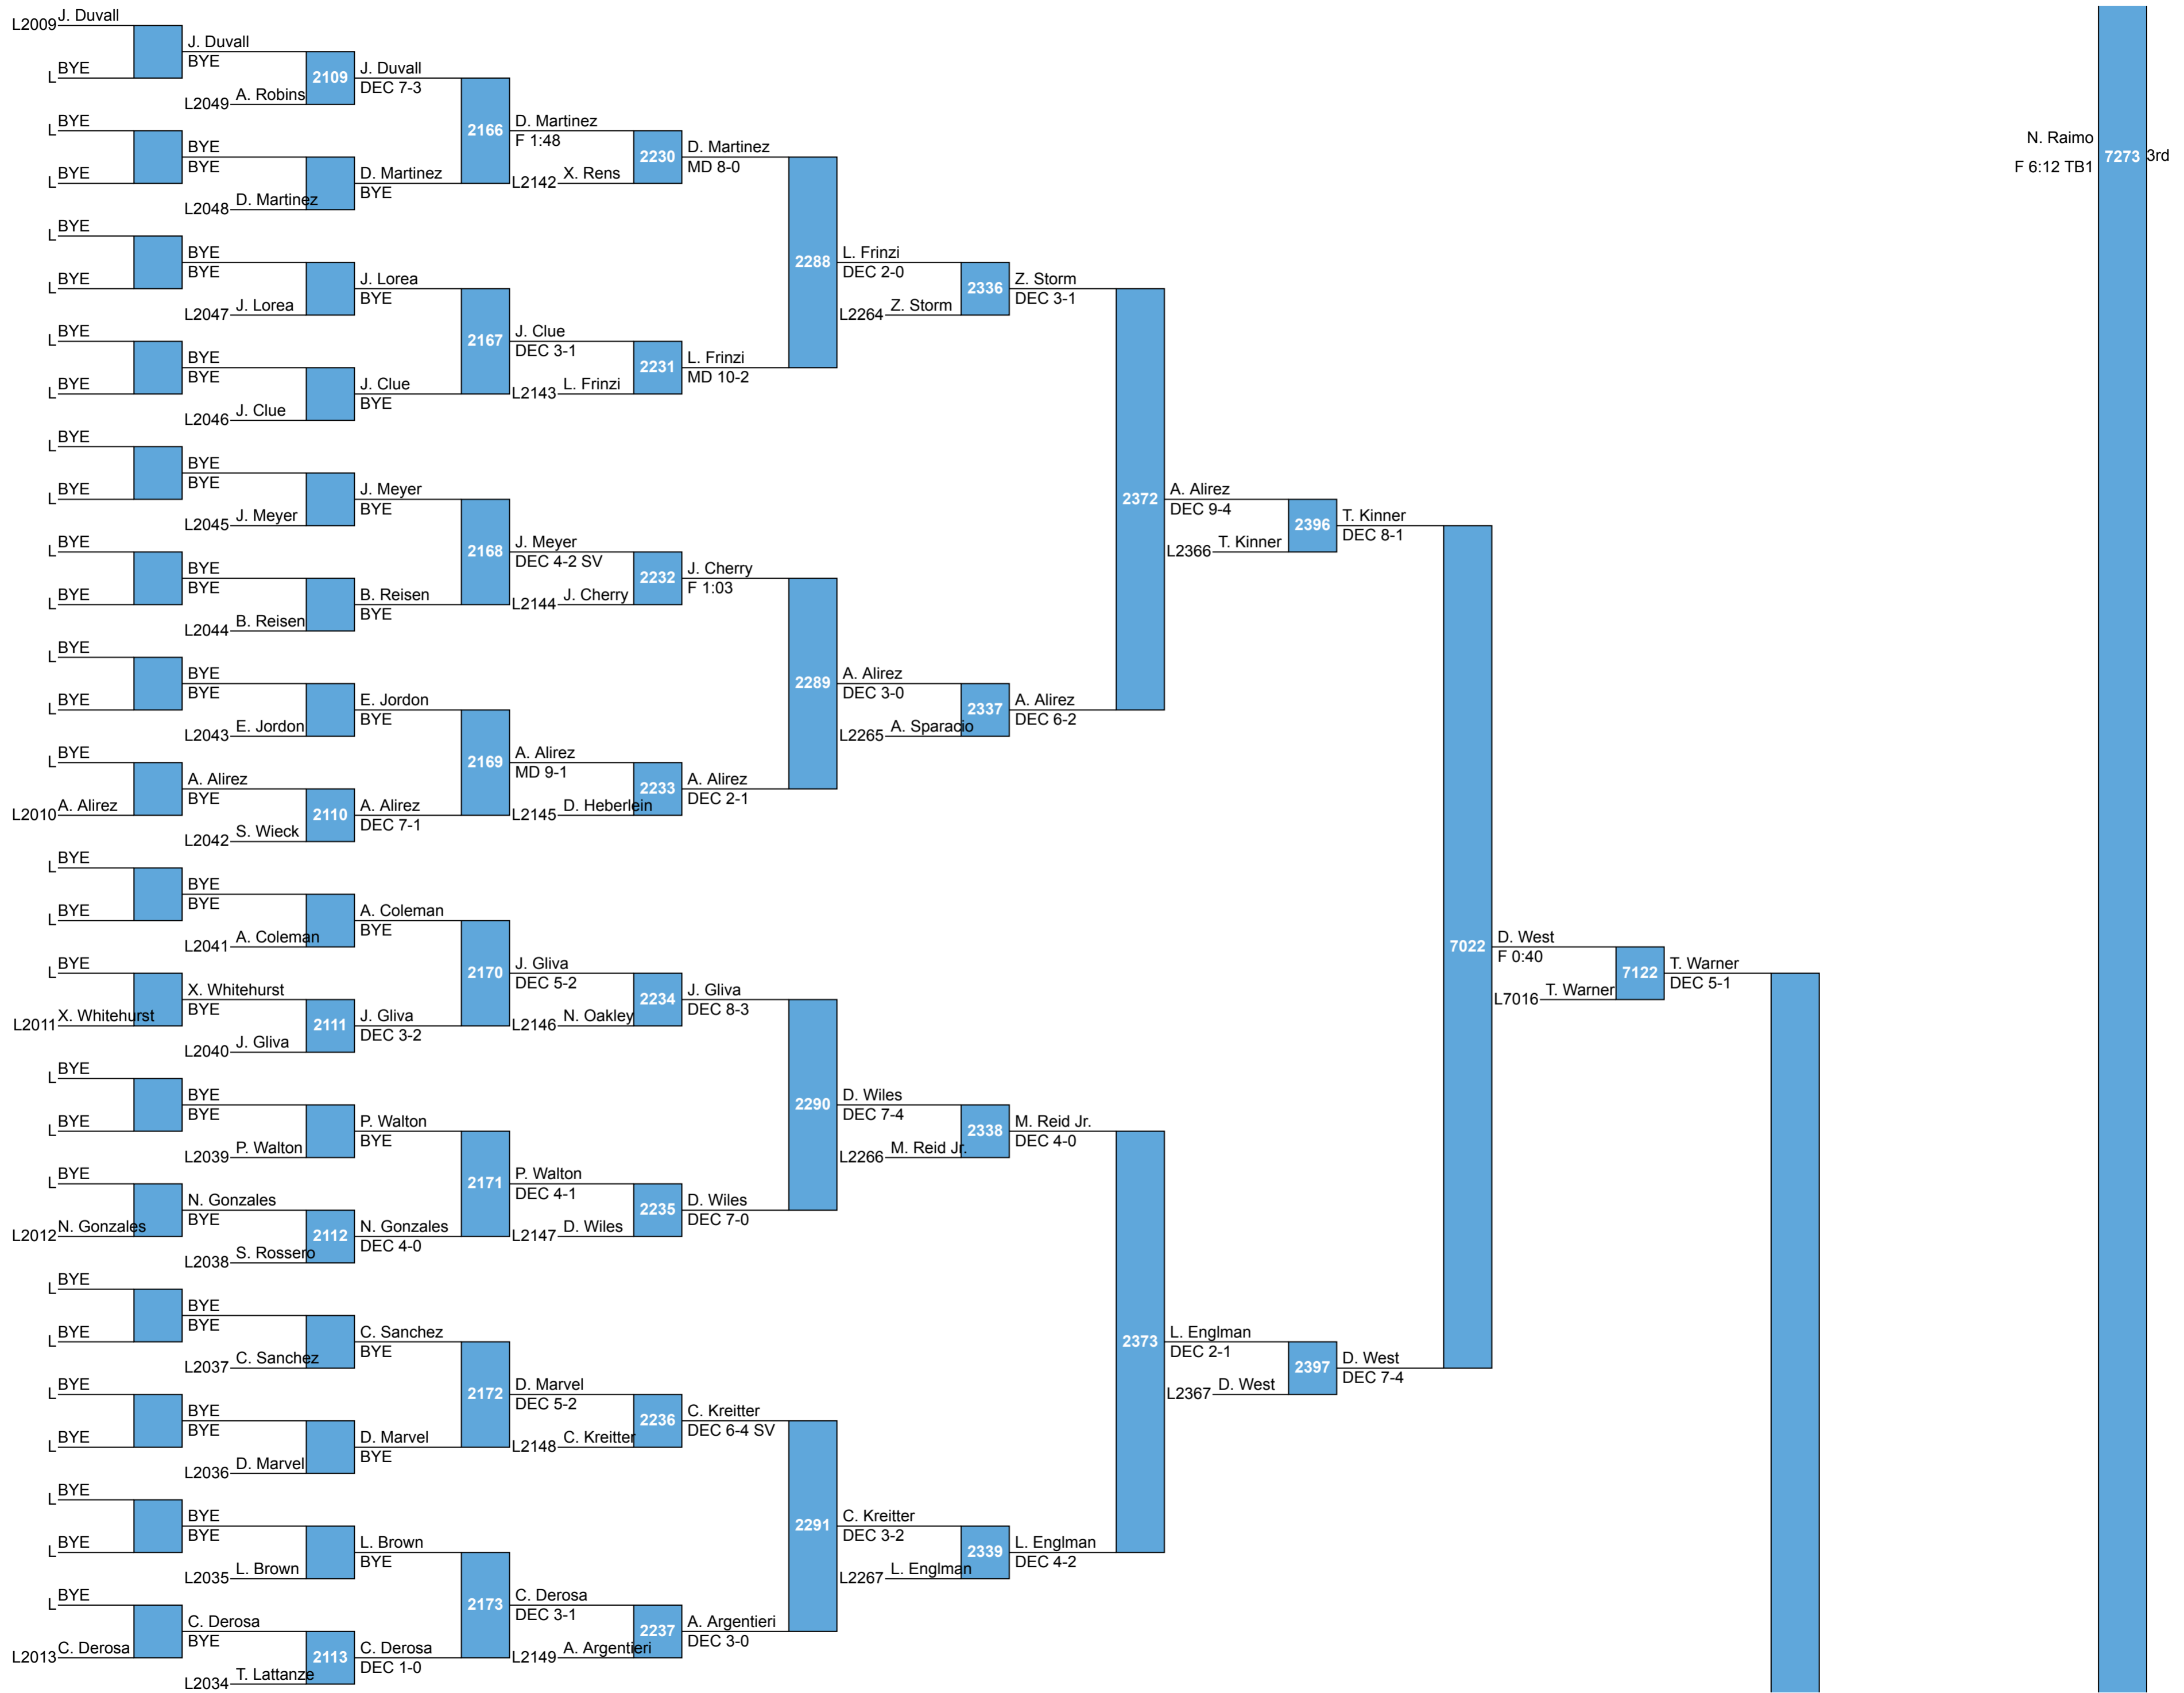 J. Duvall
L2009
J. Duvall
BYE
BYE
L
2109
J. Duvall
DEC 7-3
A. Robins
L2049
BYE
L
BYE
BYE
BYE
L
D. Martinez
L2048
D. Martinez
BYE
2166
D. Martinez
F 1:48
X. Rens
L2142
2230
D. Martinez
MD 8-0
BYE
L
BYE
BYE
BYE
L
J. Lorea
L2047
J. Lorea
BYE
BYE
L
BYE
BYE
BYE
L
J. Clue
L2046
J. Clue
BYE
2167
J. Clue
DEC 3-1
L. Frinzi
L2143
2231
L. Frinzi
MD 10-2
2288
L. Frinzi
DEC 2-0
Z. Storm
L2264
2336
Z. Storm
DEC 3-1
BYE
L
BYE
BYE
BYE
L
J. Meyer
L2045
J. Meyer
BYE
BYE
L
BYE
BYE
BYE
L
B. Reisen
L2044
B. Reisen
BYE
2168
J. Meyer
DEC 4-2 SV
J. Cherry
L2144
2232
J. Cherry
F 1:03
BYE
L
BYE
BYE
BYE
L
E. Jordon
L2043
E. Jordon
BYE
BYE
L
A. Alirez
BYE
A. Alirez
L2010
2110
A. Alirez
DEC 7-1
S. Wieck
L2042
2169
A. Alirez
MD 9-1
D. Heberlein
L2145
2233
A. Alirez
DEC 2-1
2289
A. Alirez
DEC 3-0
A. Sparacio
L2265
2337
A. Alirez
DEC 6-2
2372
A. Alirez
DEC 9-4
T. Kinner
L2366
2396
T. Kinner
DEC 8-1
BYE
L
BYE
BYE
BYE
L
A. Coleman
L2041
A. Coleman
BYE
BYE
L
X. Whitehurst
BYE
X. Whitehurst
L2011
2111
J. Gliva
DEC 3-2
J. Gliva
L2040
2170
J. Gliva
DEC 5-2
N. Oakley
L2146
2234
J. Gliva
DEC 8-3
BYE
L
BYE
BYE
BYE
L
P. Walton
L2039
P. Walton
BYE
BYE
L
N. Gonzales
BYE
N. Gonzales
L2012
2112
N. Gonzales
DEC 4-0
S. Rossero
L2038
2171
P. Walton
DEC 4-1
D. Wiles
L2147
2235
D. Wiles
DEC 7-0
2290
D. Wiles
DEC 7-4
M. Reid Jr.
L2266
2338
M. Reid Jr.
DEC 4-0
BYE
L
BYE
BYE
BYE
L
C. Sanchez
L2037
C. Sanchez
BYE
BYE
L
BYE
BYE
BYE
L
D. Marvel
L2036
D. Marvel
BYE
2172
D. Marvel
DEC 5-2
C. Kreitter
L2148
2236
C. Kreitter
DEC 6-4 SV
BYE
L
BYE
BYE
BYE
L
L. Brown
L2035
L. Brown
BYE
BYE
L
C. Derosa
BYE
C. Derosa
L2013
2113
C. Derosa
DEC 1-0
T. Lattanze
L2034
2173
C. Derosa
DEC 3-1
A. Argentieri
L2149
2237
A. Argentieri
DEC 3-0
2291
C. Kreitter
DEC 3-2
L. Englman
L2267
2339
L. Englman
DEC 4-2
2373
L. Englman
DEC 2-1
D. West
L2367
2397
D. West
DEC 7-4
7022
D. West
F 0:40
T. Warner
L7016
7122
T. Warner
DEC 5-1
N. Raimo
F 6:12 TB1
7273
3rd